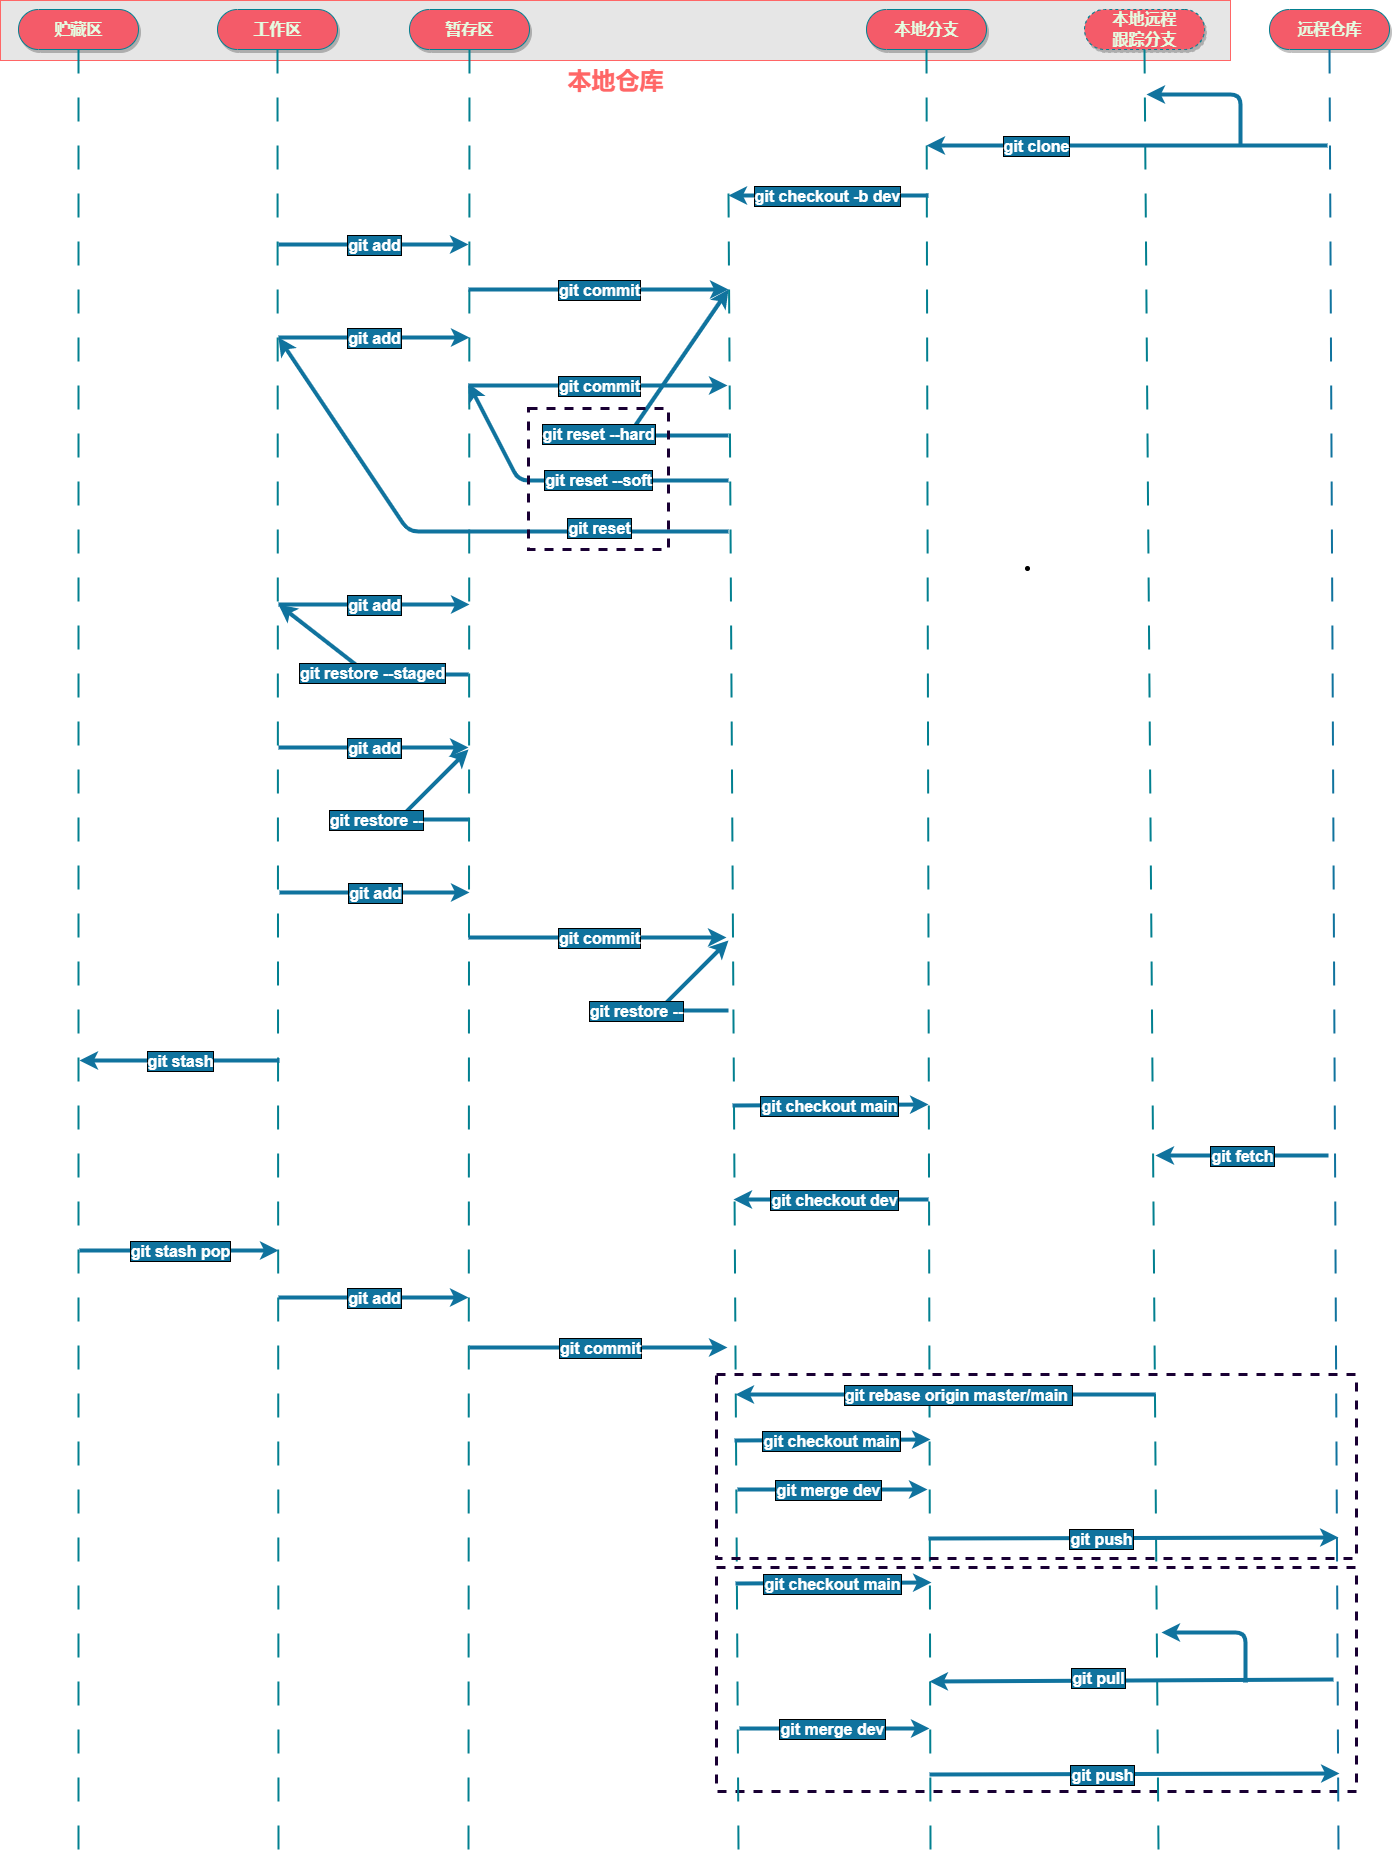 贮藏区
工作区
暂存区
本地分支
本地远程
跟踪分支
远程仓库
本地仓库
git clone
git checkout -b dev
git add
git commit
git add
git commit
git reset --hard
git reset --soft
git reset
git add
git restore --staged
git add
git restore --
git add
git commit
git restore --
git stash
git checkout main
git fetch
git checkout dev
git stash pop
git add
git commit
git rebase origin master/main
git checkout main
git merge dev
git push
git checkout main
git pull
git merge dev
git push